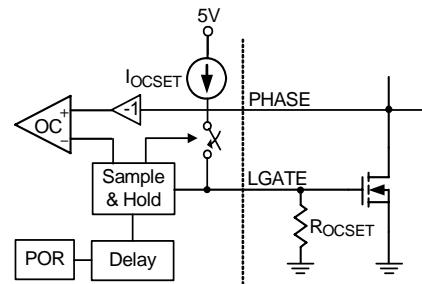 5V
IOCSET
-1
PHASE
+
OC
−
Sample
& Hold
LGATE
ROCSET
POR
Delay